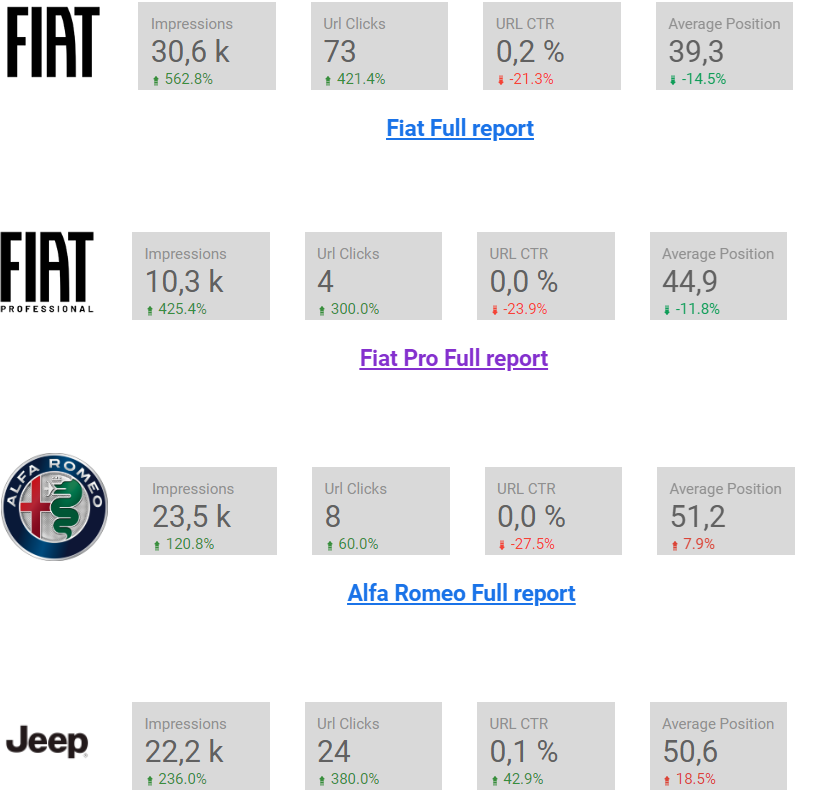 FIAT
Impressions Url Clicks URL CTR Average Position
30,6 k 73 0,2 % 39,3
562.8% 421.4% -21.3% -14.5%
Fiat Full report
FIAT
PROFESSIONAL
Impressions Url Clicks URL CTR Average Position
10,3 k 4 0,0 % 44,9
425.4% 300.0% -23.9% -11.8%
Fiat Pro Full report
ALFA ROMEO
Impressions Url Clicks URL CTR Average Position
23,5 k 8 0,0 % 51,2
120.8% 60.0% -27.5% 7.9%
Alfa Romeo Full report
Jeep
Impressions Url Clicks URL CTR Average Position
22,2 k 24 0,1 % 50,6
236.0% 380.0% 42.9% 18.5%